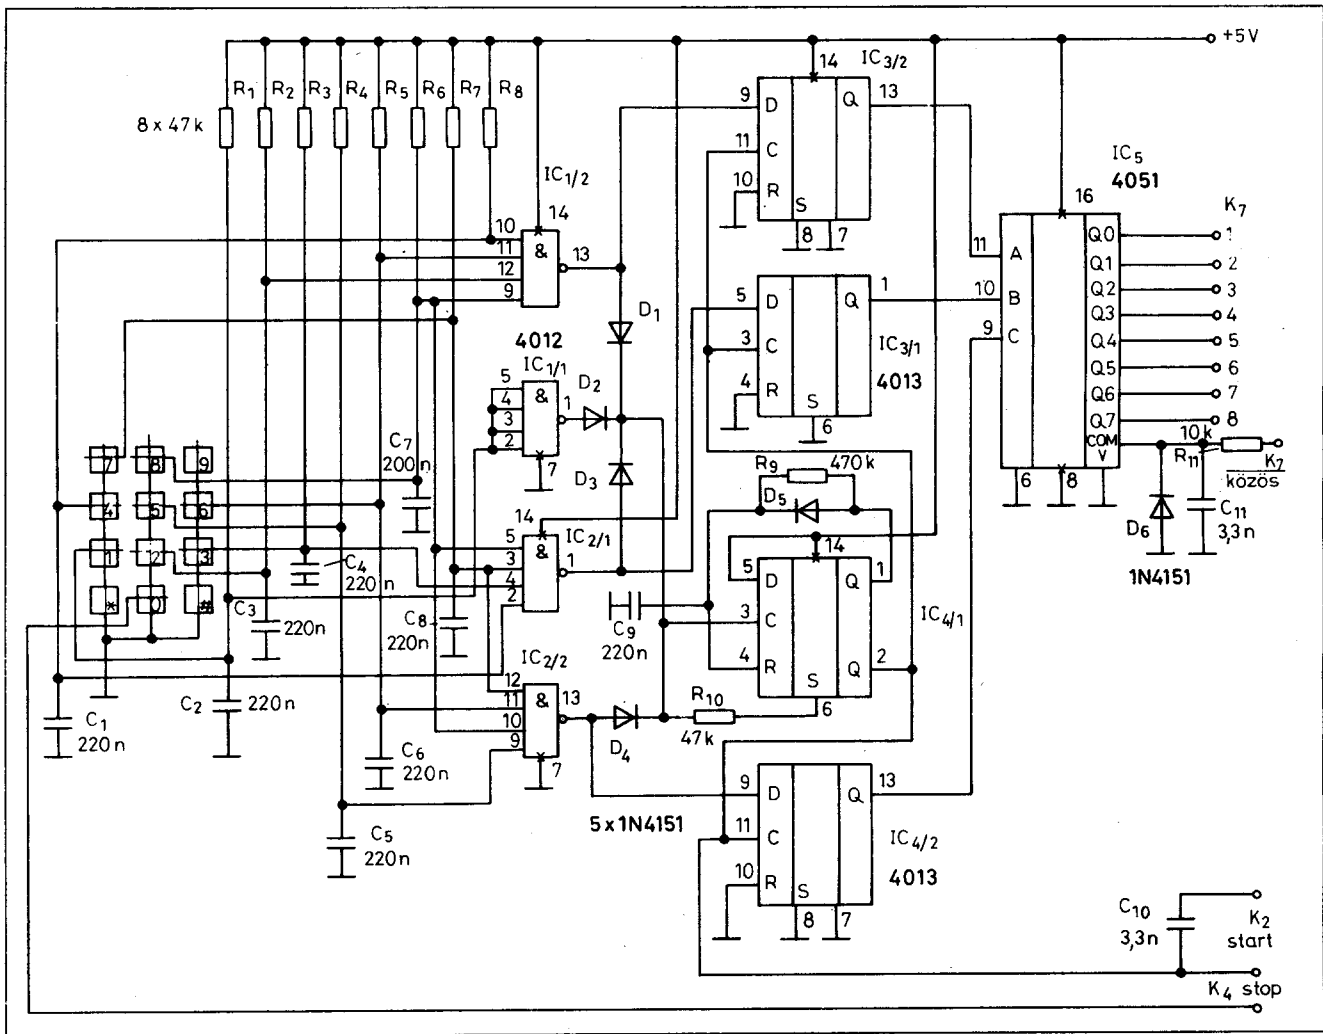 +5V
R1 R2 R3 R4 R5 R6 R7 R8
8 x 47 k
IC1/2
14
10
11
12
9
&
13
4012
IC1/1
5
4
3
2
&
1
7
D1
D2
D3
C7
200n
14
IC2/1
5
3
4
2
&
1
7 8 9
4 5 6
1 2 3
* 0 #
C4
220n
C3
220n
C8
220n
C2
220n
C1
220n
C6
220n
C5
220n
IC2/2
12
11
10
9
&
13
7
D4
5 x 1N4151
R10
47k
C9
220n
R9
470 k
D5
IC3/2
14
9 D Q 13
11 C
10 R
S
8 7
IC3/1
4013
5 D Q 1
3 C
4 R
S
6
IC4/1
14
5 D Q 1
3 C
4 R Q 2
S
6
IC4/2
4013
9 D Q 13
11 C
10 R
S
8 7
IC5
4051
16
11 A
10 B
9 C
K7
Q0 1
Q1 2
Q2 3
Q3 4
Q4 5
Q5 6
Q6 7
Q7 8
COM
V
6 8
10 k
R11
K7
közös
D6
1N4151
C11
3,3n
C10
3,3n
K2
start
K4 stop